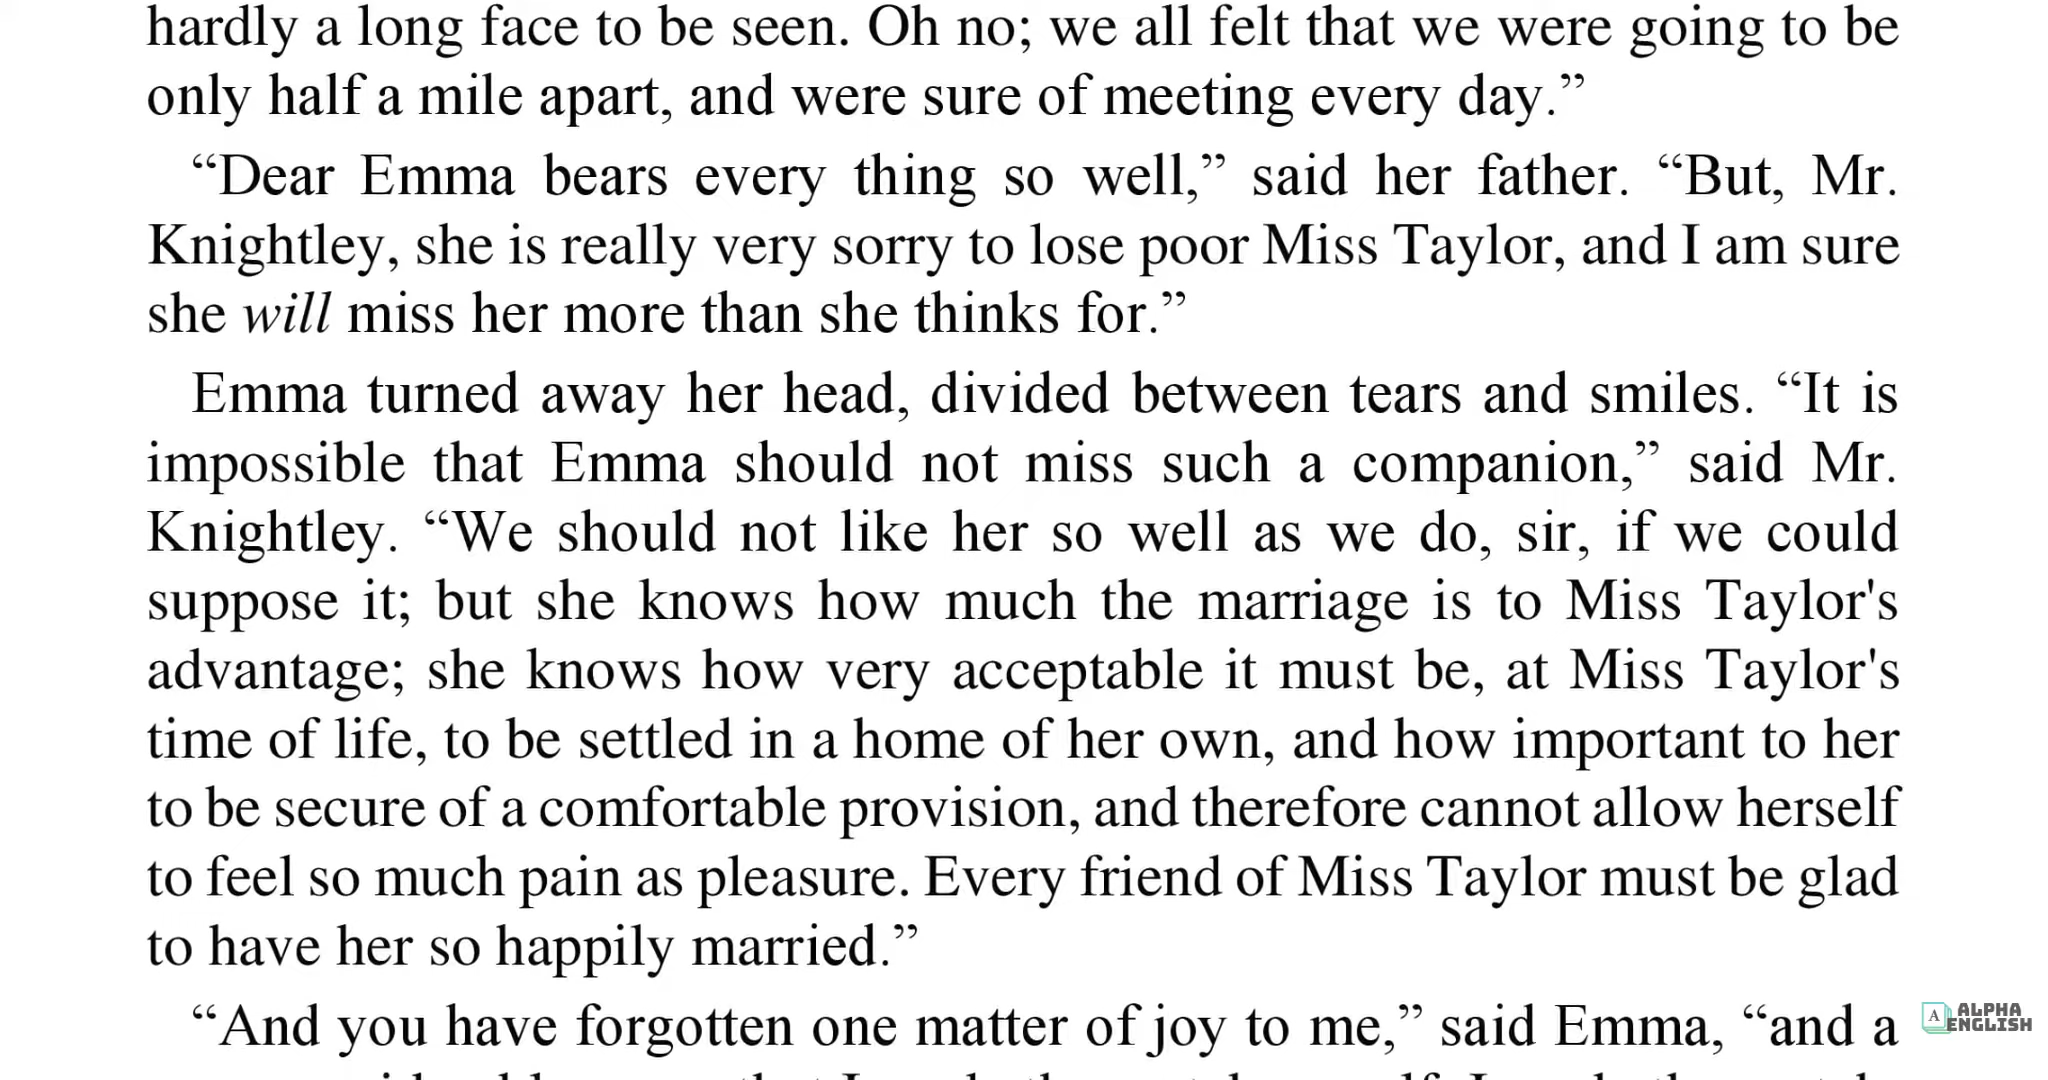 hardly a long face to be seen. Oh no; we all felt that we were going to be
only half a mile apart, and were sure of meeting every day.”
“Dear Emma bears every thing so well,” said her father. “But, Mr.
Knightley, she is really very sorry to lose poor Miss Taylor, and I am sure
she will miss her more than she thinks for.”
Emma turned away her head, divided between tears and smiles. “It is
impossible that Emma should not miss such a companion,” said Mr.
Knightley. “We should not like her so well as we do, sir, if we could
suppose it; but she knows how much the marriage is to Miss Taylor's
advantage; she knows how very acceptable it must be, at Miss Taylor's
time of life, to be settled in a home of her own, and how important to her
to be secure of a comfortable provision, and therefore cannot allow herself
to feel so much pain as pleasure. Every friend of Miss Taylor must be glad
to have her so happily married.”
“And you have forgotten one matter of joy to me,” said Emma, “and a
A ALPHA
ENGLISH